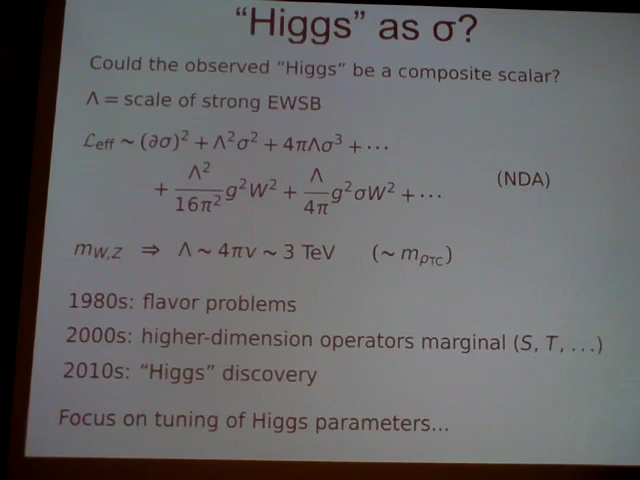 “Higgs” as σ?
Could the observed “Higgs” be a composite scalar?
Λ = scale of strong EWSB
ℒeff ~ (∂σ)² + Λ²σ² + 4πΛσ³ + ⋯
+ Λ²/16π² g²W² + Λ/4π g²σW² + ⋯ (NDA)
mW,Z ⇒ Λ ~ 4πv ~ 3 TeV (~ mρTC)
1980s: flavor problems
2000s: higher-dimension operators marginal (S, T, ...)
2010s: “Higgs” discovery
Focus on tuning of Higgs parameters...